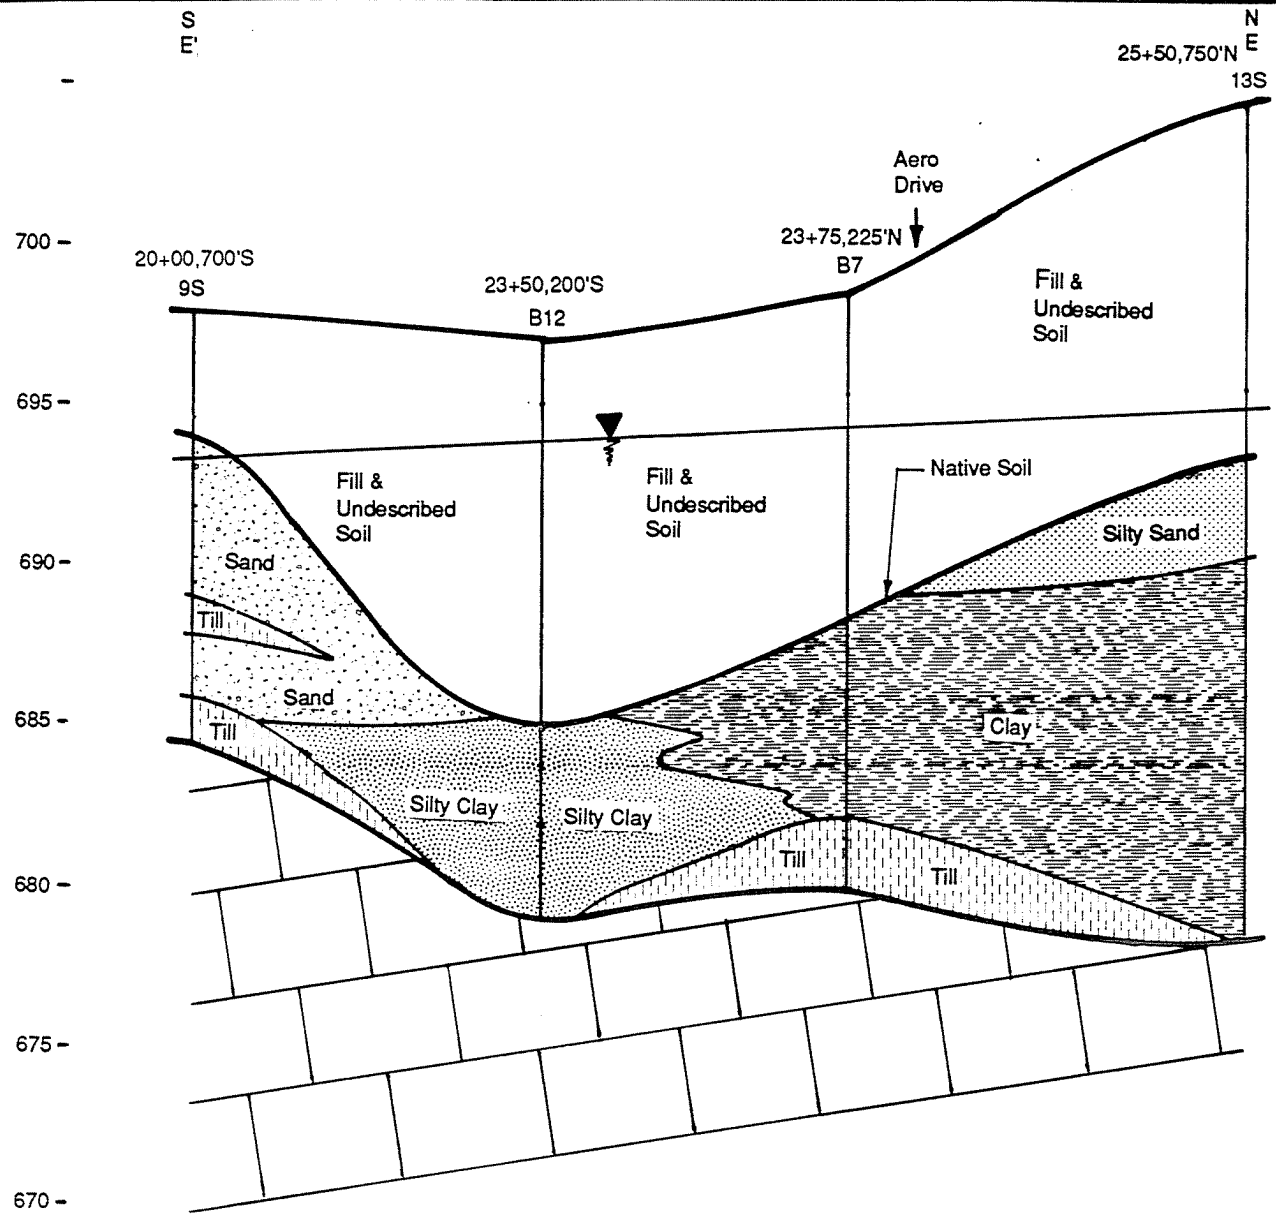 S
E'
N
E
25+50,750'N
13S
Aero
Drive
700
23+75,225'N
B7
20+00,700'S
9S
23+50,200'S
B12
Fill &
Undescribed
Soil
695
Native Soil
Fill &
Undescribed
Soil
Fill &
Undescribed
Soil
Silty Sand
690
Sand
Till
Sand
685
Till
Clay
Silty Clay
Silty Clay
Till
Till
680
675
670